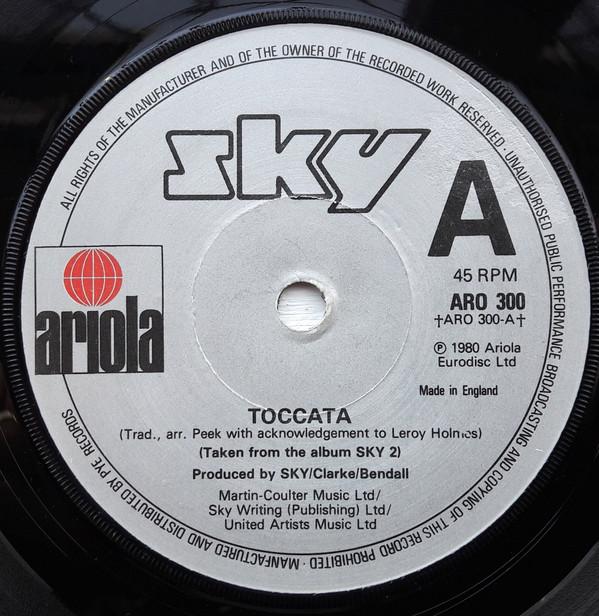 ALL RIGHTS OF THE MANUFACTURER AND OF THE OWNER OF THE RECORDED WORK RESERVED · UNAUTHORISED PUBLIC PERFORMANCE BROADCASTING AND COPYING OF THIS RECORD PROHIBITED · MANFACTURED AND DISTRIBUTED BY PYE RECORDS
sky
A
45 RPM
ariola
ARO 300
†ARO 300-A†
℗ 1980 Ariola
Eurodisc Ltd
Made in England
TOCCATA
(Trad., arr. Peek with acknowledgement to Leroy Holmes)
(Taken from the album SKY 2)
Produced by SKY/Clarke/Bendall
Martin-Coulter Music Ltd/
Sky Writing (Publishing) Ltd/
United Artists Music Ltd